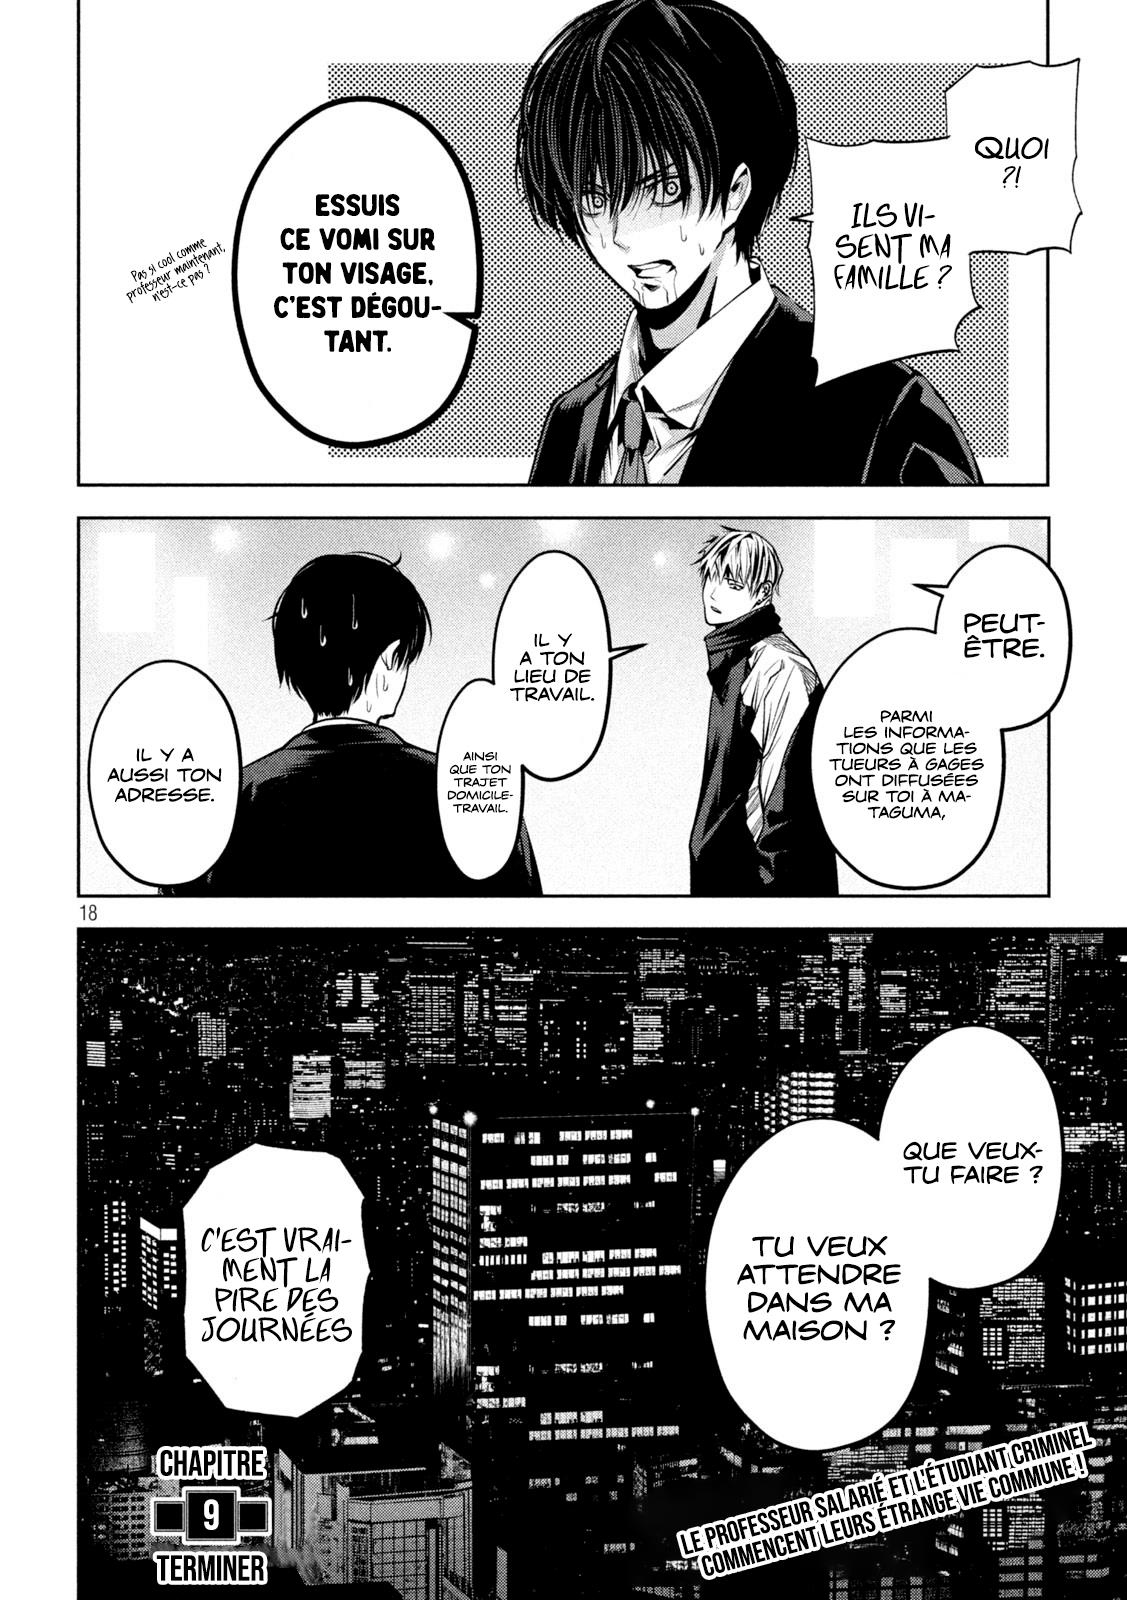 QUOI
?!
ILS VI-
SENT MA
FAMILLE ?
ESSUIS
CE VOMI SUR
TON VISAGE,
C'EST DÉGOU-
TANT.
Pas si cool comme
professeur maintenant,
n'est-ce pas ?
PEUT-
ÊTRE.
PARMI
LES INFORMA-
TIONS QUE LES
TUEURS À GAGES
ONT DIFFUSÉES
SUR TOI À MA-
TAGUMA,
IL Y
A TON
LIEU DE
TRAVAIL.
AINSI
QUE TON
TRAJET
DOMICILE-
TRAVAIL.
IL Y A
AUSSI TON
ADRESSE.
18
QUE VEUX-
TU FAIRE ?
TU VEUX
ATTENDRE
DANS MA
MAISON ?
C'EST VRAI-
MENT LA
PIRE DES
JOURNÉES
LE PROFESSEUR SALARIÉ ET L'ÉTUDIANT CRIMINEL
COMMENCENT LEURS ÉTRANGE VIE COMMUNE !
CHAPITRE
9
TERMINER